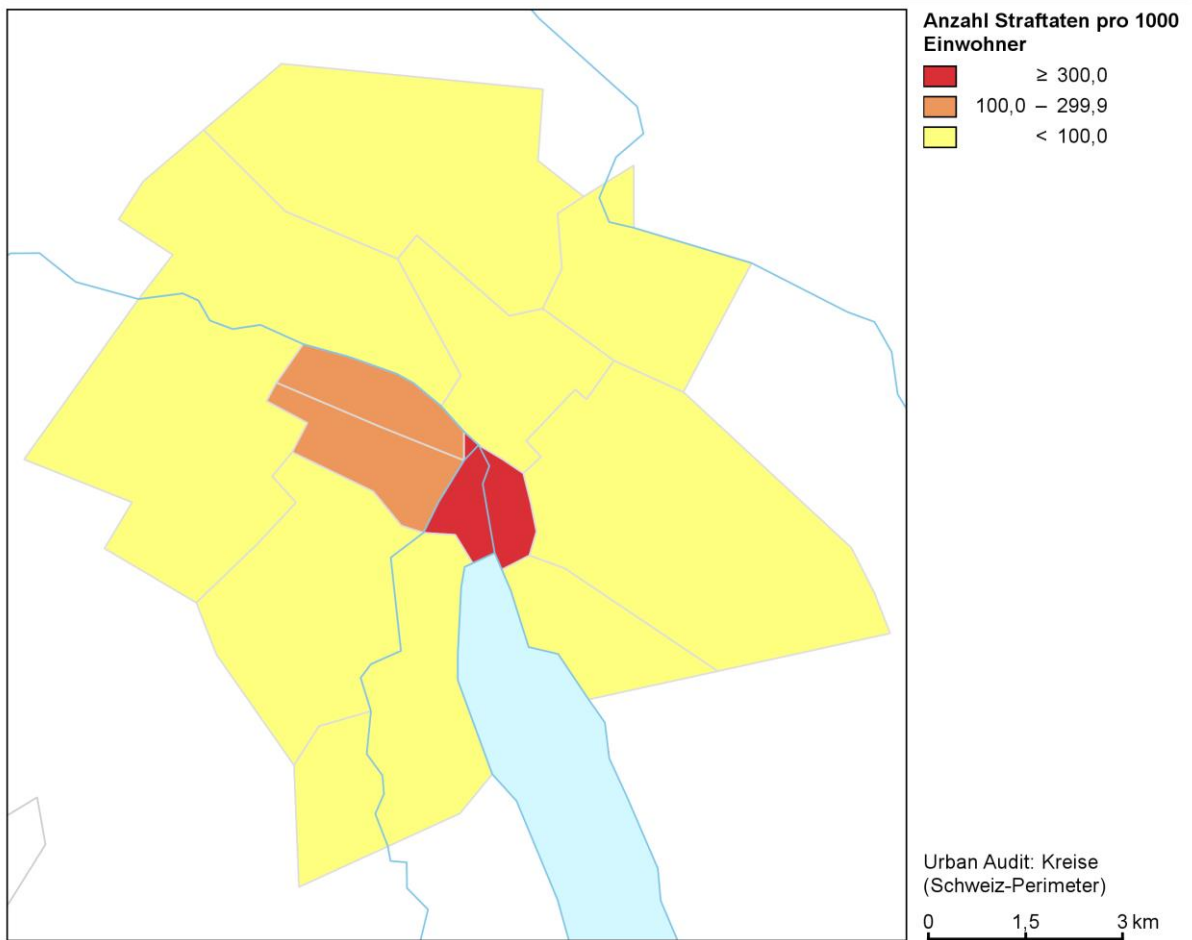 Anzahl Straftaten pro 1000
Einwohner
≥ 300,0
100,0 – 299,9
< 100,0
Urban Audit: Kreise
(Schweiz-Perimeter)
0 1,5 3 km